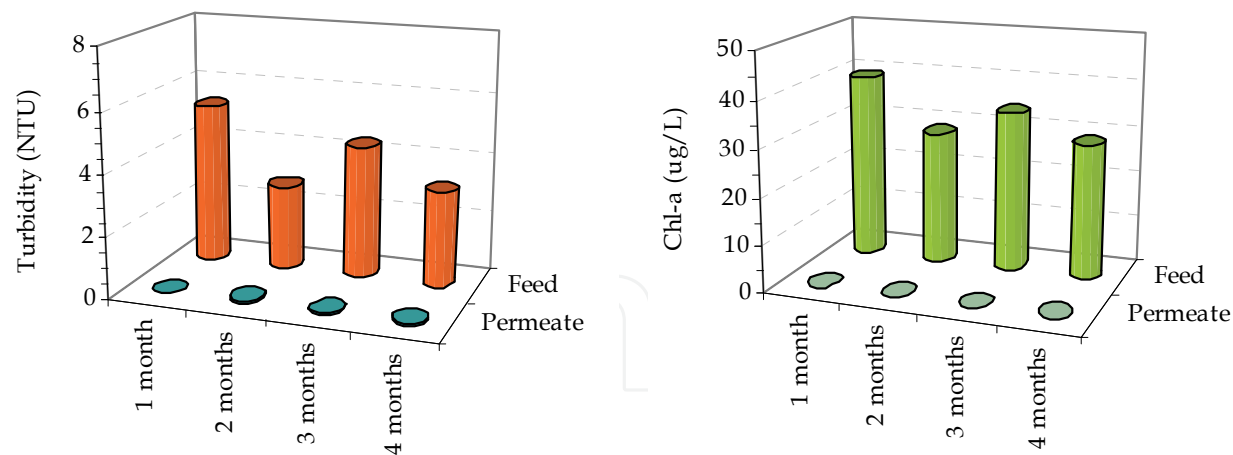 Turbidity (NTU)
8
6
4
2
0
1 month
2 months
3 months
4 months
Feed
Permeate
Chl-a (ug/L)
50
40
30
20
10
0
1 month
2 months
3 months
4 months
Feed
Permeate